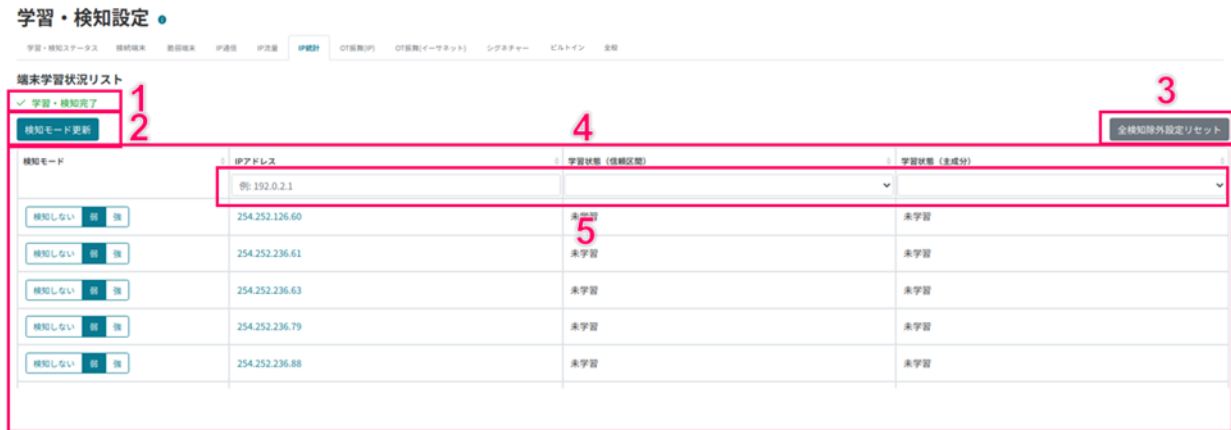 学習・検知設定
学習・検知ステータス 接続端末 脆弱端末 IP通信 IP流量 IP統計 OT振舞(IP) OT振舞(イーサネット) シグネチャー ビルトイン 全般
端末学習状況リスト
✓ 学習・検知完了
1
検知モード更新
2
3
全検知除外設定リセット
4
検知モード IPアドレス 学習状態（信頼区間） 学習状態（主成分）
例: 192.0.2.1
検知しない 弱 強 254.252.126.60 未学習 未学習
5
検知しない 弱 強 254.252.236.61 未学習 未学習
検知しない 弱 強 254.252.236.63 未学習 未学習
検知しない 弱 強 254.252.236.79 未学習 未学習
検知しない 弱 強 254.252.236.88 未学習 未学習